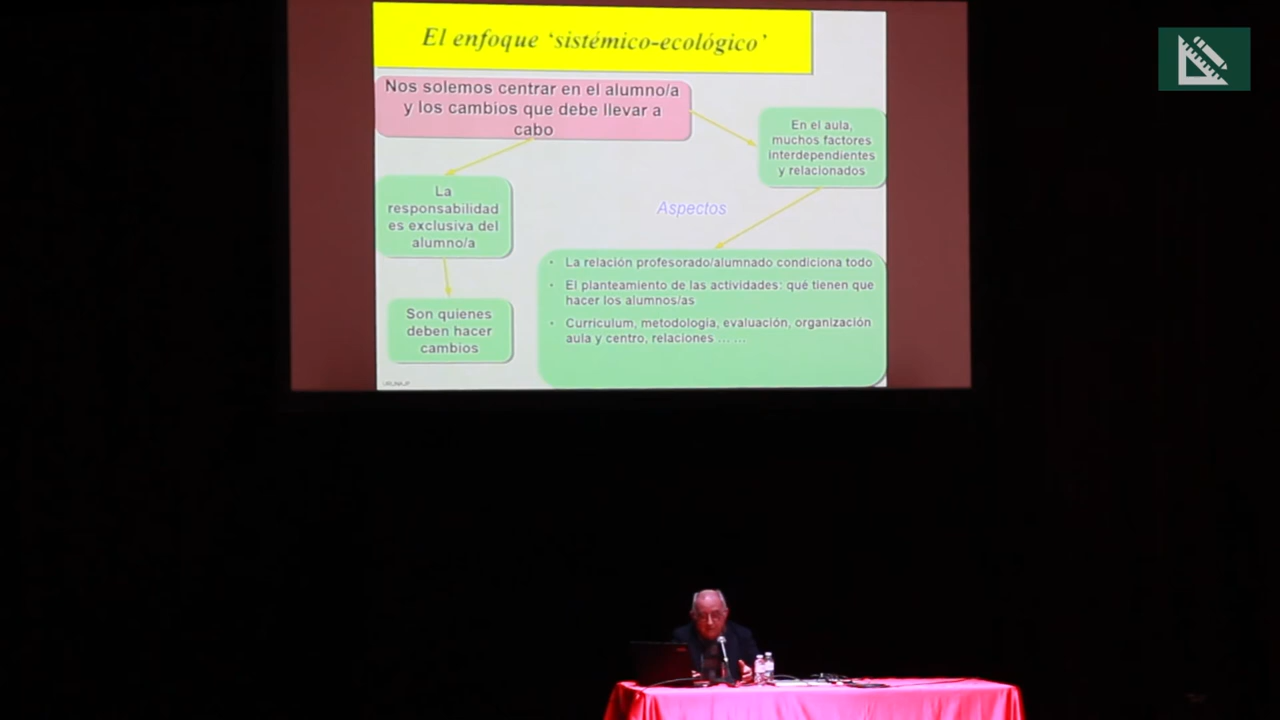 El enfoque ‘sistémico-ecológico’
Nos solemos centrar en el alumno/a
y los cambios que debe llevar a
cabo
En el aula,
muchos factores
interdependientes
y relacionados
La
responsabilidad
es exclusiva del
alumno/a
Aspectos
Son quienes
deben hacer
cambios
• La relación profesorado/alumnado condiciona todo
• El planteamiento de las actividades: qué tienen que
hacer los alumnos/as
• Curriculum, metodología, evaluación, organización
aula y centro, relaciones ... ...